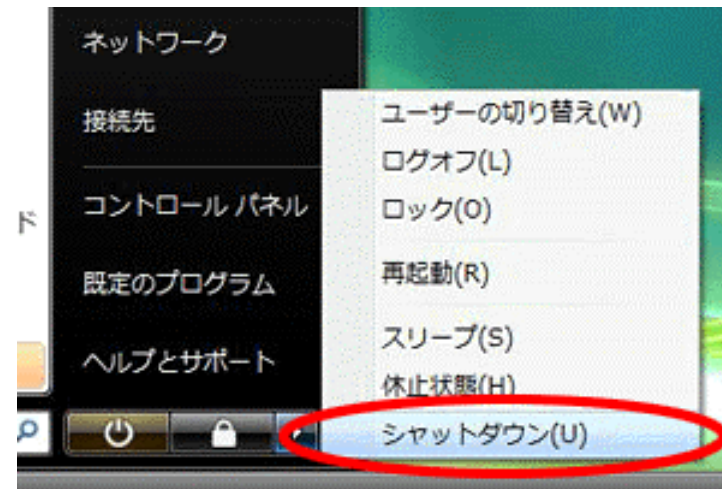 ネットワーク
接続先
コントロール パネル
既定のプログラム
ヘルプとサポート
ド
ユーザーの切り替え(W)
ログオフ(L)
ロック(O)
再起動(R)
スリープ(S)
休止状態(H)
シャットダウン(U)